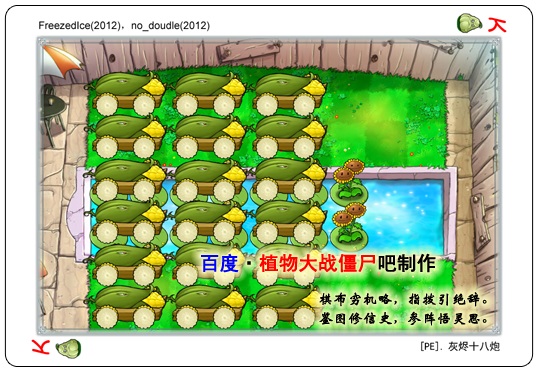 FreezedIce(2012)，no_doudle(2012)
K
百度·植物大战僵尸吧制作
棋布穷机略，指拨引绝辞。
鉴图修信史，参阵悟灵思。
K
[PE]. 灰烬十八炮